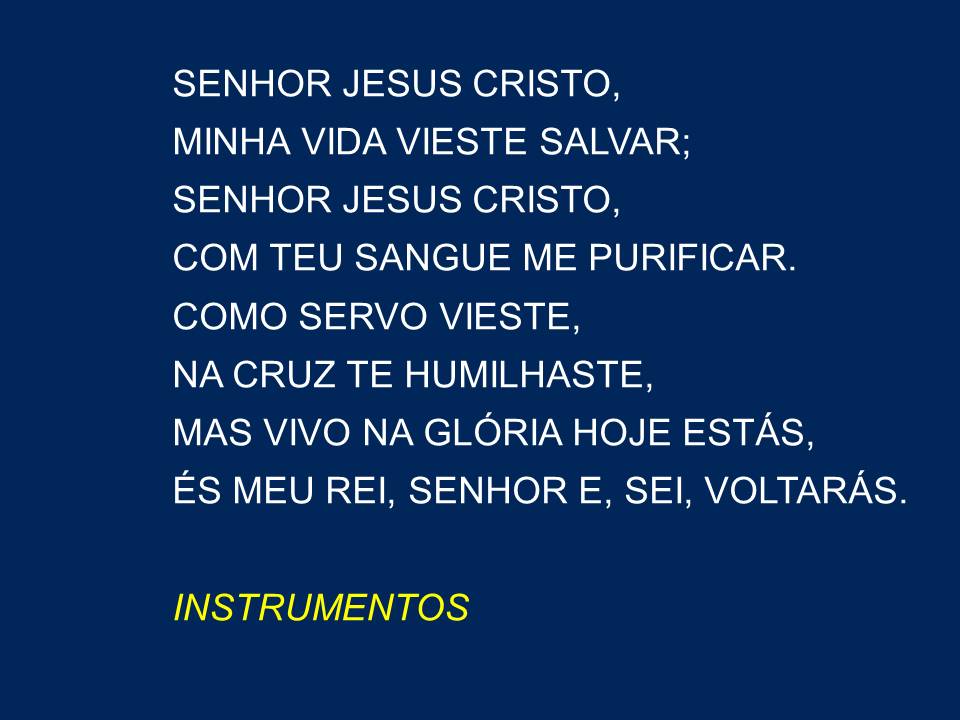 SENHOR JESUS CRISTO,
MINHA VIDA VIESTE SALVAR;
SENHOR JESUS CRISTO,
COM TEU SANGUE ME PURIFICAR.
COMO SERVO VIESTE,
NA CRUZ TE HUMILHASTE,
MAS VIVO NA GLÓRIA HOJE ESTÁS,
ÉS MEU REI, SENHOR E, SEI, VOLTARÁS.
INSTRUMENTOS